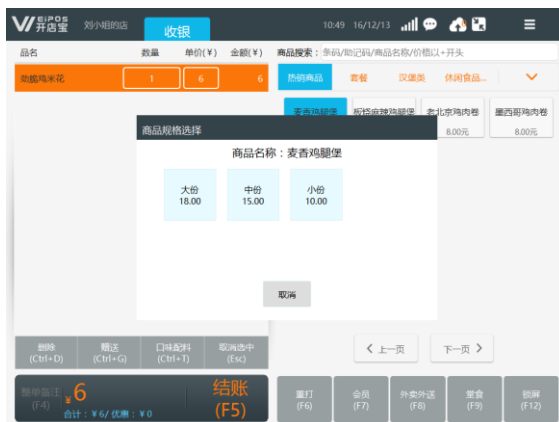 EiPOS
开店宝
刘小姐的店
收银
10:49 16/12/13
品名 数量 单价(¥) 金额(¥)
商品搜索：条码/助记码/商品名称/价格以+开头
劲脆鸡米花 1 6 6
热销商品 套餐 汉堡类 休闲食品...
麦香鸡腿堡 板烧麻辣鸡腿堡 老北京鸡肉卷 墨西哥鸡肉卷
8.00元 8.00元
商品规格选择
商品名称：麦香鸡腿堡
大份 中份 小份
18.00 15.00 10.00
取消
删除 赠送 口味配料 取消选中
(Ctrl+D) (Ctrl+G) (Ctrl+T) (Esc)
上一页 下一页
整单备注
(F4)
¥6
合计：¥6/ 优惠：¥0
结账
(F5)
重打 会员 外卖外送 堂食 锁屏
(F6) (F7) (F8) (F9) (F12)